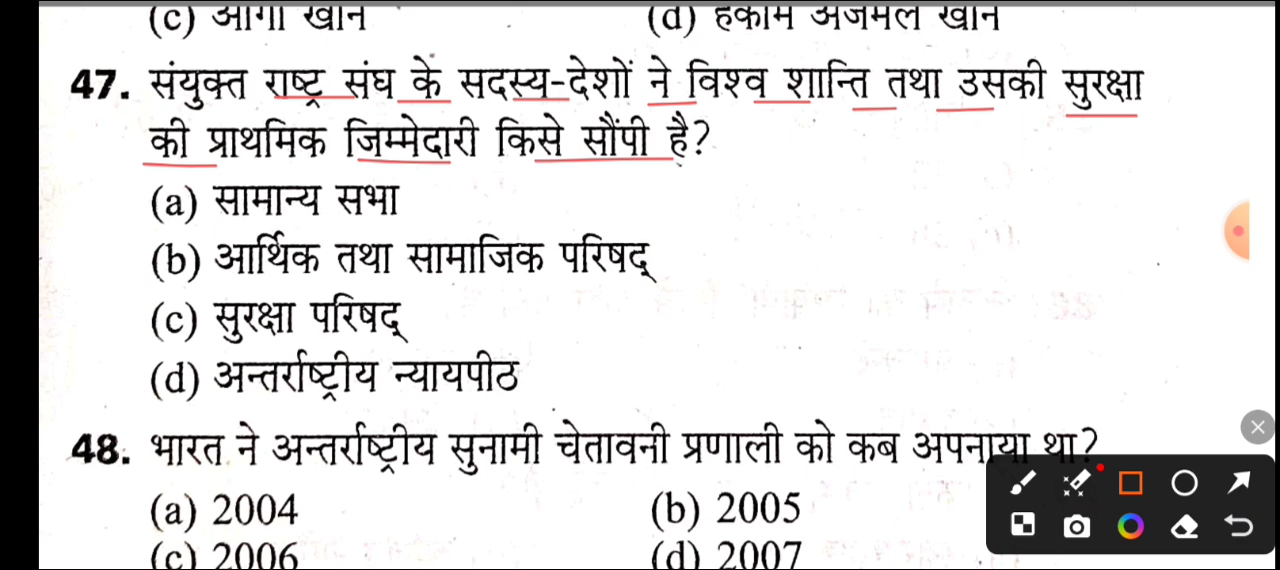 (c) आगा खान (d) हकीम अजमल खान
47. संयुक्त राष्ट्र संघ के सदस्य-देशों ने विश्व शान्ति तथा उसकी सुरक्षा
की प्राथमिक जिम्मेदारी किसे सौंपी है?
(a) सामान्य सभा
(b) आर्थिक तथा सामाजिक परिषद्
(c) सुरक्षा परिषद्
(d) अन्तर्राष्ट्रीय न्यायपीठ
48. भारत ने अन्तर्राष्ट्रीय सुनामी चेतावनी प्रणाली को कब अपनाया था?
(a) 2004 (b) 2005
(c) 2006 (d) 2007